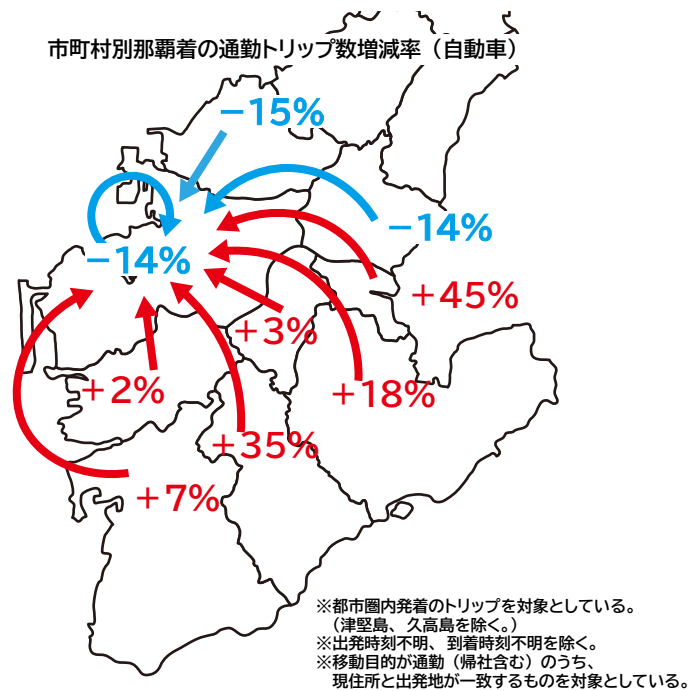 市町村別那覇着の通勤トリップ数増減率（自動車）
－15%
－14%
－14%
＋45%
＋3%
＋2%
＋18%
＋35%
＋7%
※都市圏内発着のトリップを対象としている。
（津堅島、久高島を除く。）
※出発時刻不明、到着時刻不明を除く。
※移動目的が通勤（帰社含む）のうち、
現住所と出発地が一致するものを対象としている。